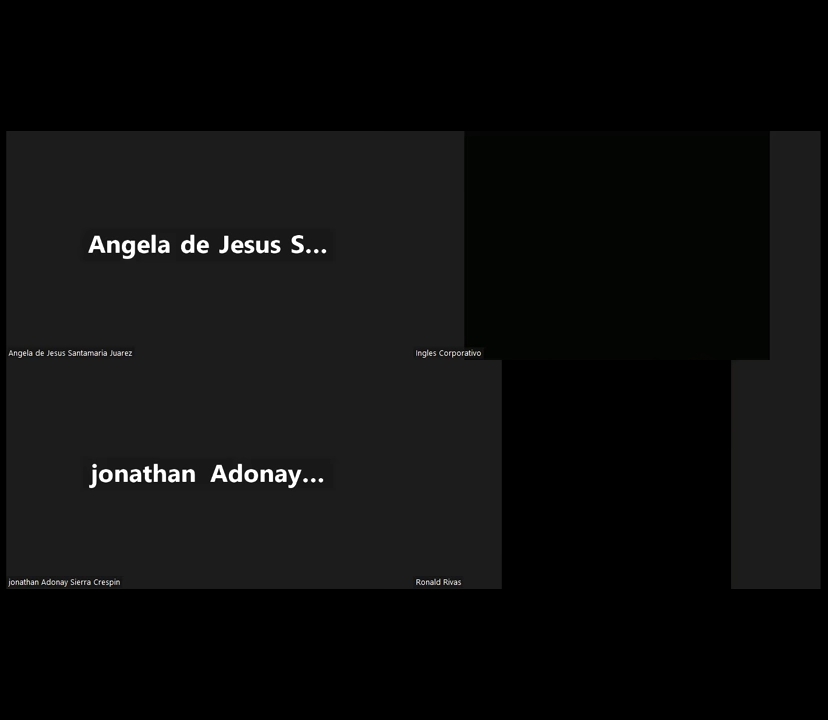 Angela de Jesus S...
Angela de Jesus Santamaria Juarez
Ingles Corporativo
jonathan Adonay...
jonathan Adonay Sierra Crespin
Ronald Rivas